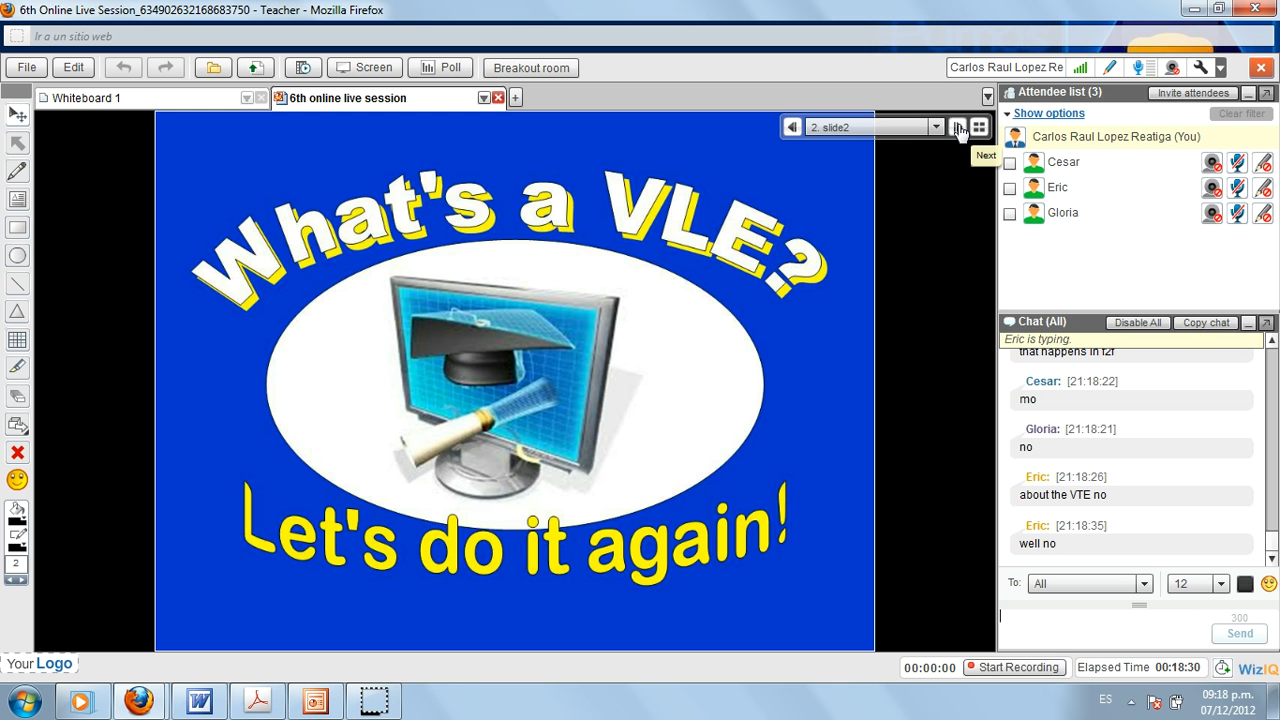 6th Online Live Session_634902632168683750 - Teacher - Mozilla Firefox
Ir a un sitio web
File
Edit
Screen
Poll
Breakout room
Carlos Raul Lopez Re
Whiteboard 1
6th online live session
Attendee list (3)
Invite attendees
Show options
Clear filter
2. slide2
Next
Carlos Raul Lopez Reatiga (You)
Cesar
Eric
Gloria
What's a VLE?
Let's do it again!
Chat (All)
Disable All
Copy chat
Eric is typing.
that happens in f2f
Cesar: [21:18:22]
mo
Gloria: [21:18:21]
no
Eric: [21:18:26]
about the VTE no
Eric: [21:18:35]
well no
To:
All
12
300
Send
2
Your Logo
00:00:00
Start Recording
Elapsed Time 00:18:30
WizIQ
ES
09:18 p.m.
07/12/2012